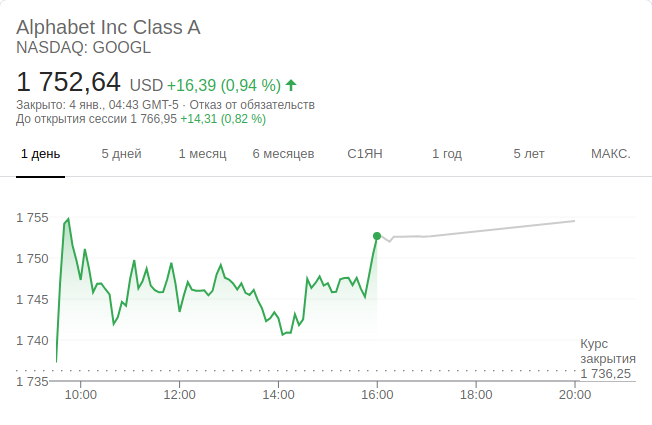 Alphabet Inc Class A
NASDAQ: GOOGL
1 752,64 USD +16,39 (0,94 %)
Закрыто: 4 янв., 04:43 GMT-5 · Отказ от обязательств
До открытия сессии 1 766,95 +14,31 (0,82 %)
1 день 5 дней 1 месяц 6 месяцев С1ЯН 1 год 5 лет МАКС.
1 755
1 750
1 745
1 740
Курс
закрытия
1 736,25
1 735
10:00 12:00 14:00 16:00 18:00 20:00